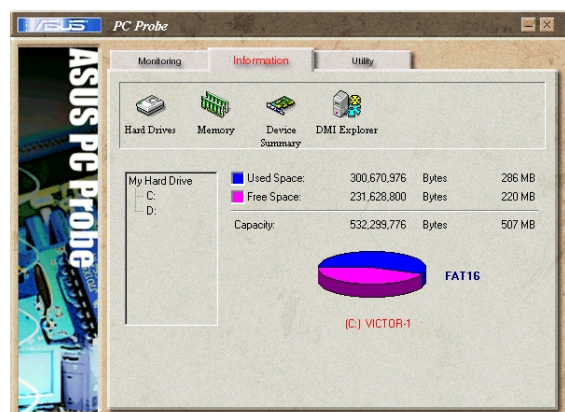 /ISUS PC Probe
ASUS PC Probe
Monitoring Information Utility
Hard Drives Memory Device Summary DMI Explorer
My Hard Drive
C:
D:
Used Space: 300,670,976 Bytes 286 MB
Free Space: 231,628,800 Bytes 220 MB
Capacity: 532,299,776 Bytes 507 MB
FAT16
(C:) VICTOR-1